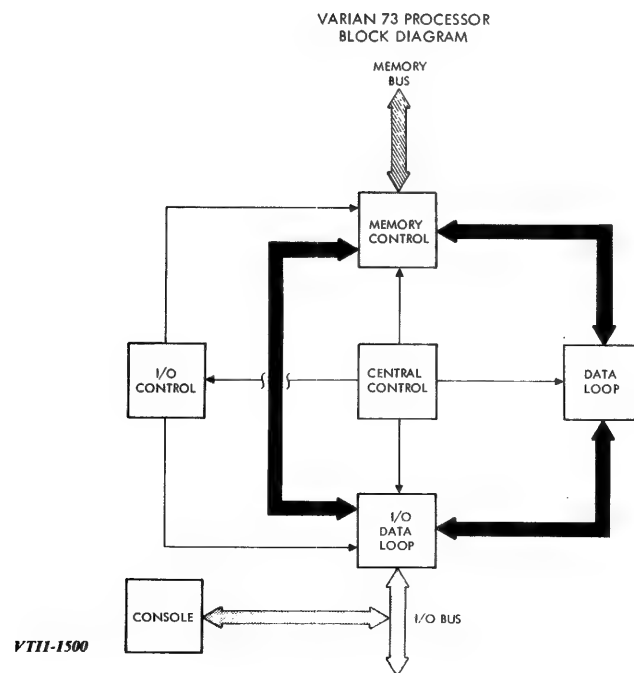 VARIAN 73 PROCESSOR
BLOCK DIAGRAM
MEMORY
BUS
MEMORY
CONTROL
I/O
CONTROL
CENTRAL
CONTROL
DATA
LOOP
I/O
DATA
LOOP
CONSOLE
I/O BUS
VTI1-1500